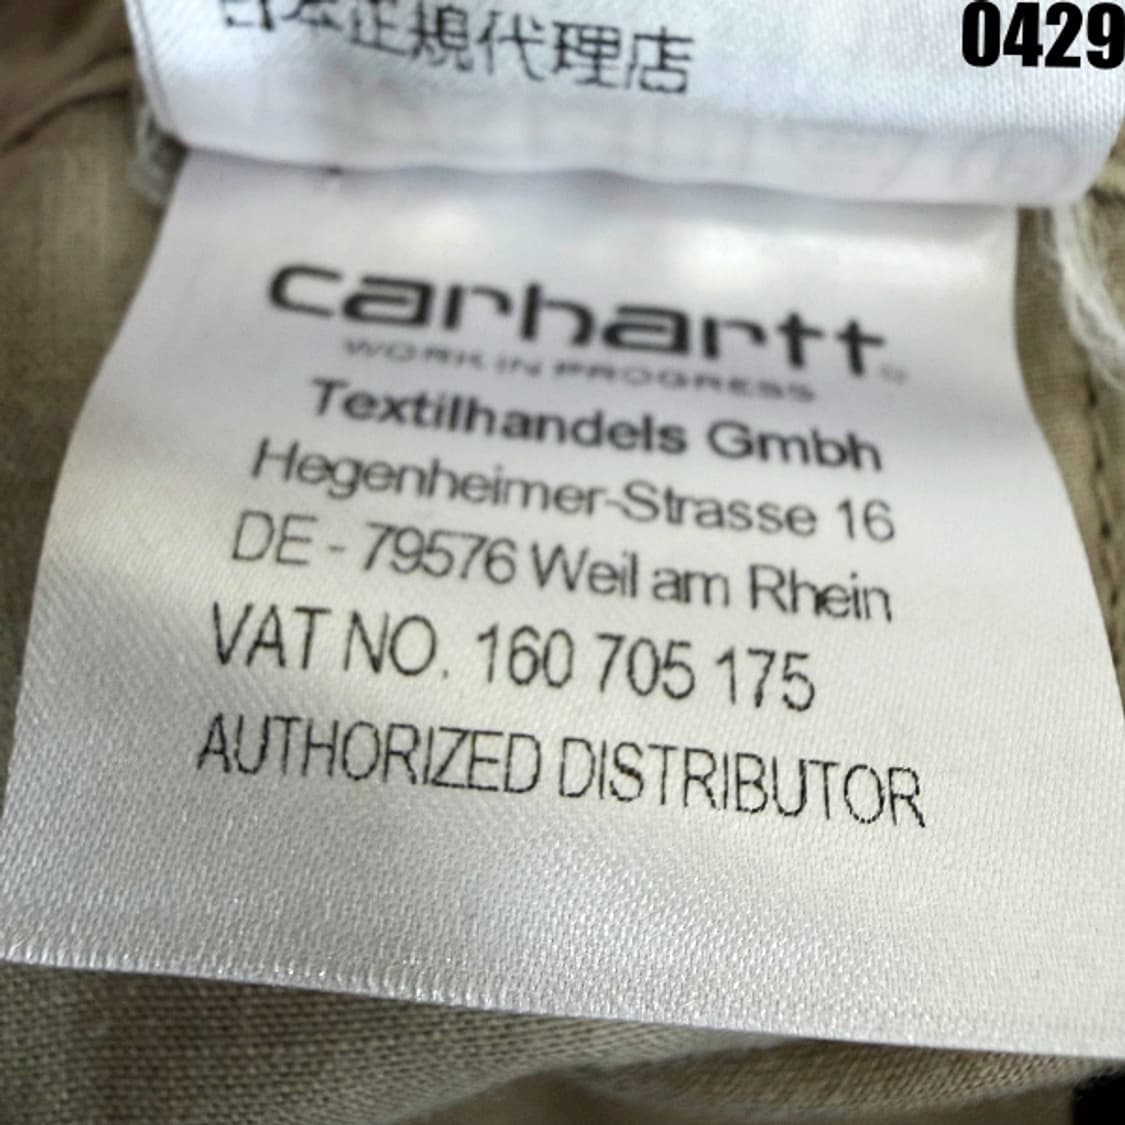 0429
日本正規代理店
carhartt
WORK IN PROGRESS
Textilhandels Gmbh
Hegenheimer-Strasse 16
DE - 79576 Weil am Rhein
VAT NO. 160 705 175
AUTHORIZED DISTRIBUTOR